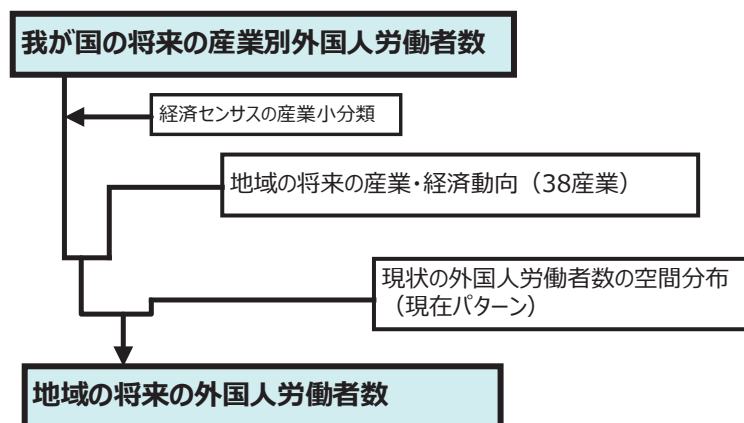 我が国の将来の産業別外国人労働者数
経済センサスの産業小分類
地域の将来の産業・経済動向（38産業）
現状の外国人労働者数の空間分布
（現在パターン）
地域の将来の外国人労働者数